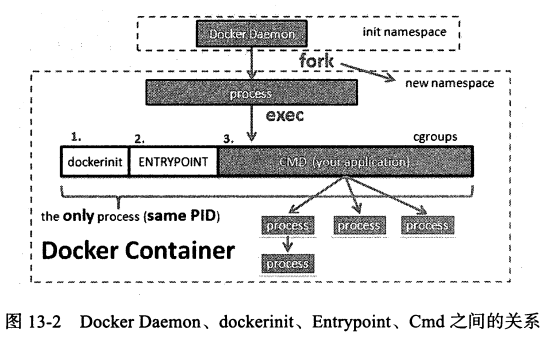 Docker Daemon
init namespace
fork
new namespace
process
exec
1. 2. 3. cgroups
dockerinit ENTRYPOINT CMD (your application)
the only process (same PID)
process process process
Docker Container
process
图 13-2 Docker Daemon、dockerinit、Entrypoint、Cmd 之间的关系